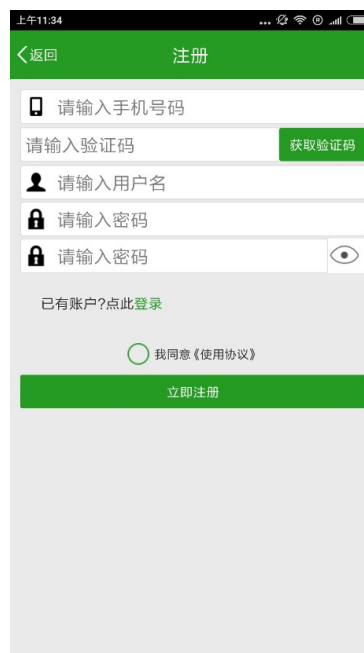 上午11:34
...
返回
注册
请输入手机号码
请输入验证码
获取验证码
请输入用户名
请输入密码
请输入密码
已有账户?点此登录
我同意《使用协议》
立即注册